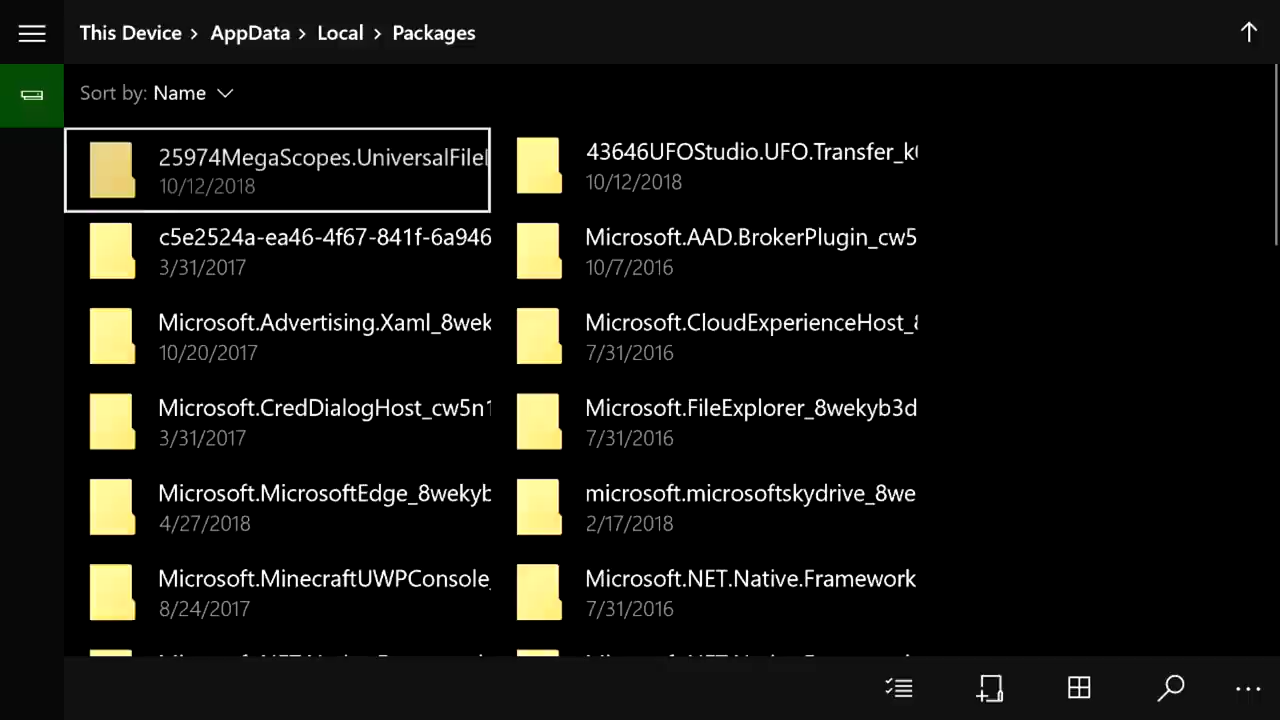 This Device > AppData > Local > Packages
Sort by: Name
25974MegaScopes.UniversalFile
10/12/2018
43646UFOStudio.UFO.Transfer_k
10/12/2018
c5e2524a-ea46-4f67-841f-6a946
3/31/2017
Microsoft.AAD.BrokerPlugin_cw5
10/7/2016
Microsoft.Advertising.Xaml_8wek
10/20/2017
Microsoft.CloudExperienceHost_8
7/31/2016
Microsoft.CredDialogHost_cw5n1
3/31/2017
Microsoft.FileExplorer_8wekyb3d
7/31/2016
Microsoft.MicrosoftEdge_8wekyb
4/27/2018
microsoft.microsoftskydrive_8we
2/17/2018
Microsoft.MinecraftUWPConsole_
8/24/2017
Microsoft.NET.Native.Framework
7/31/2016